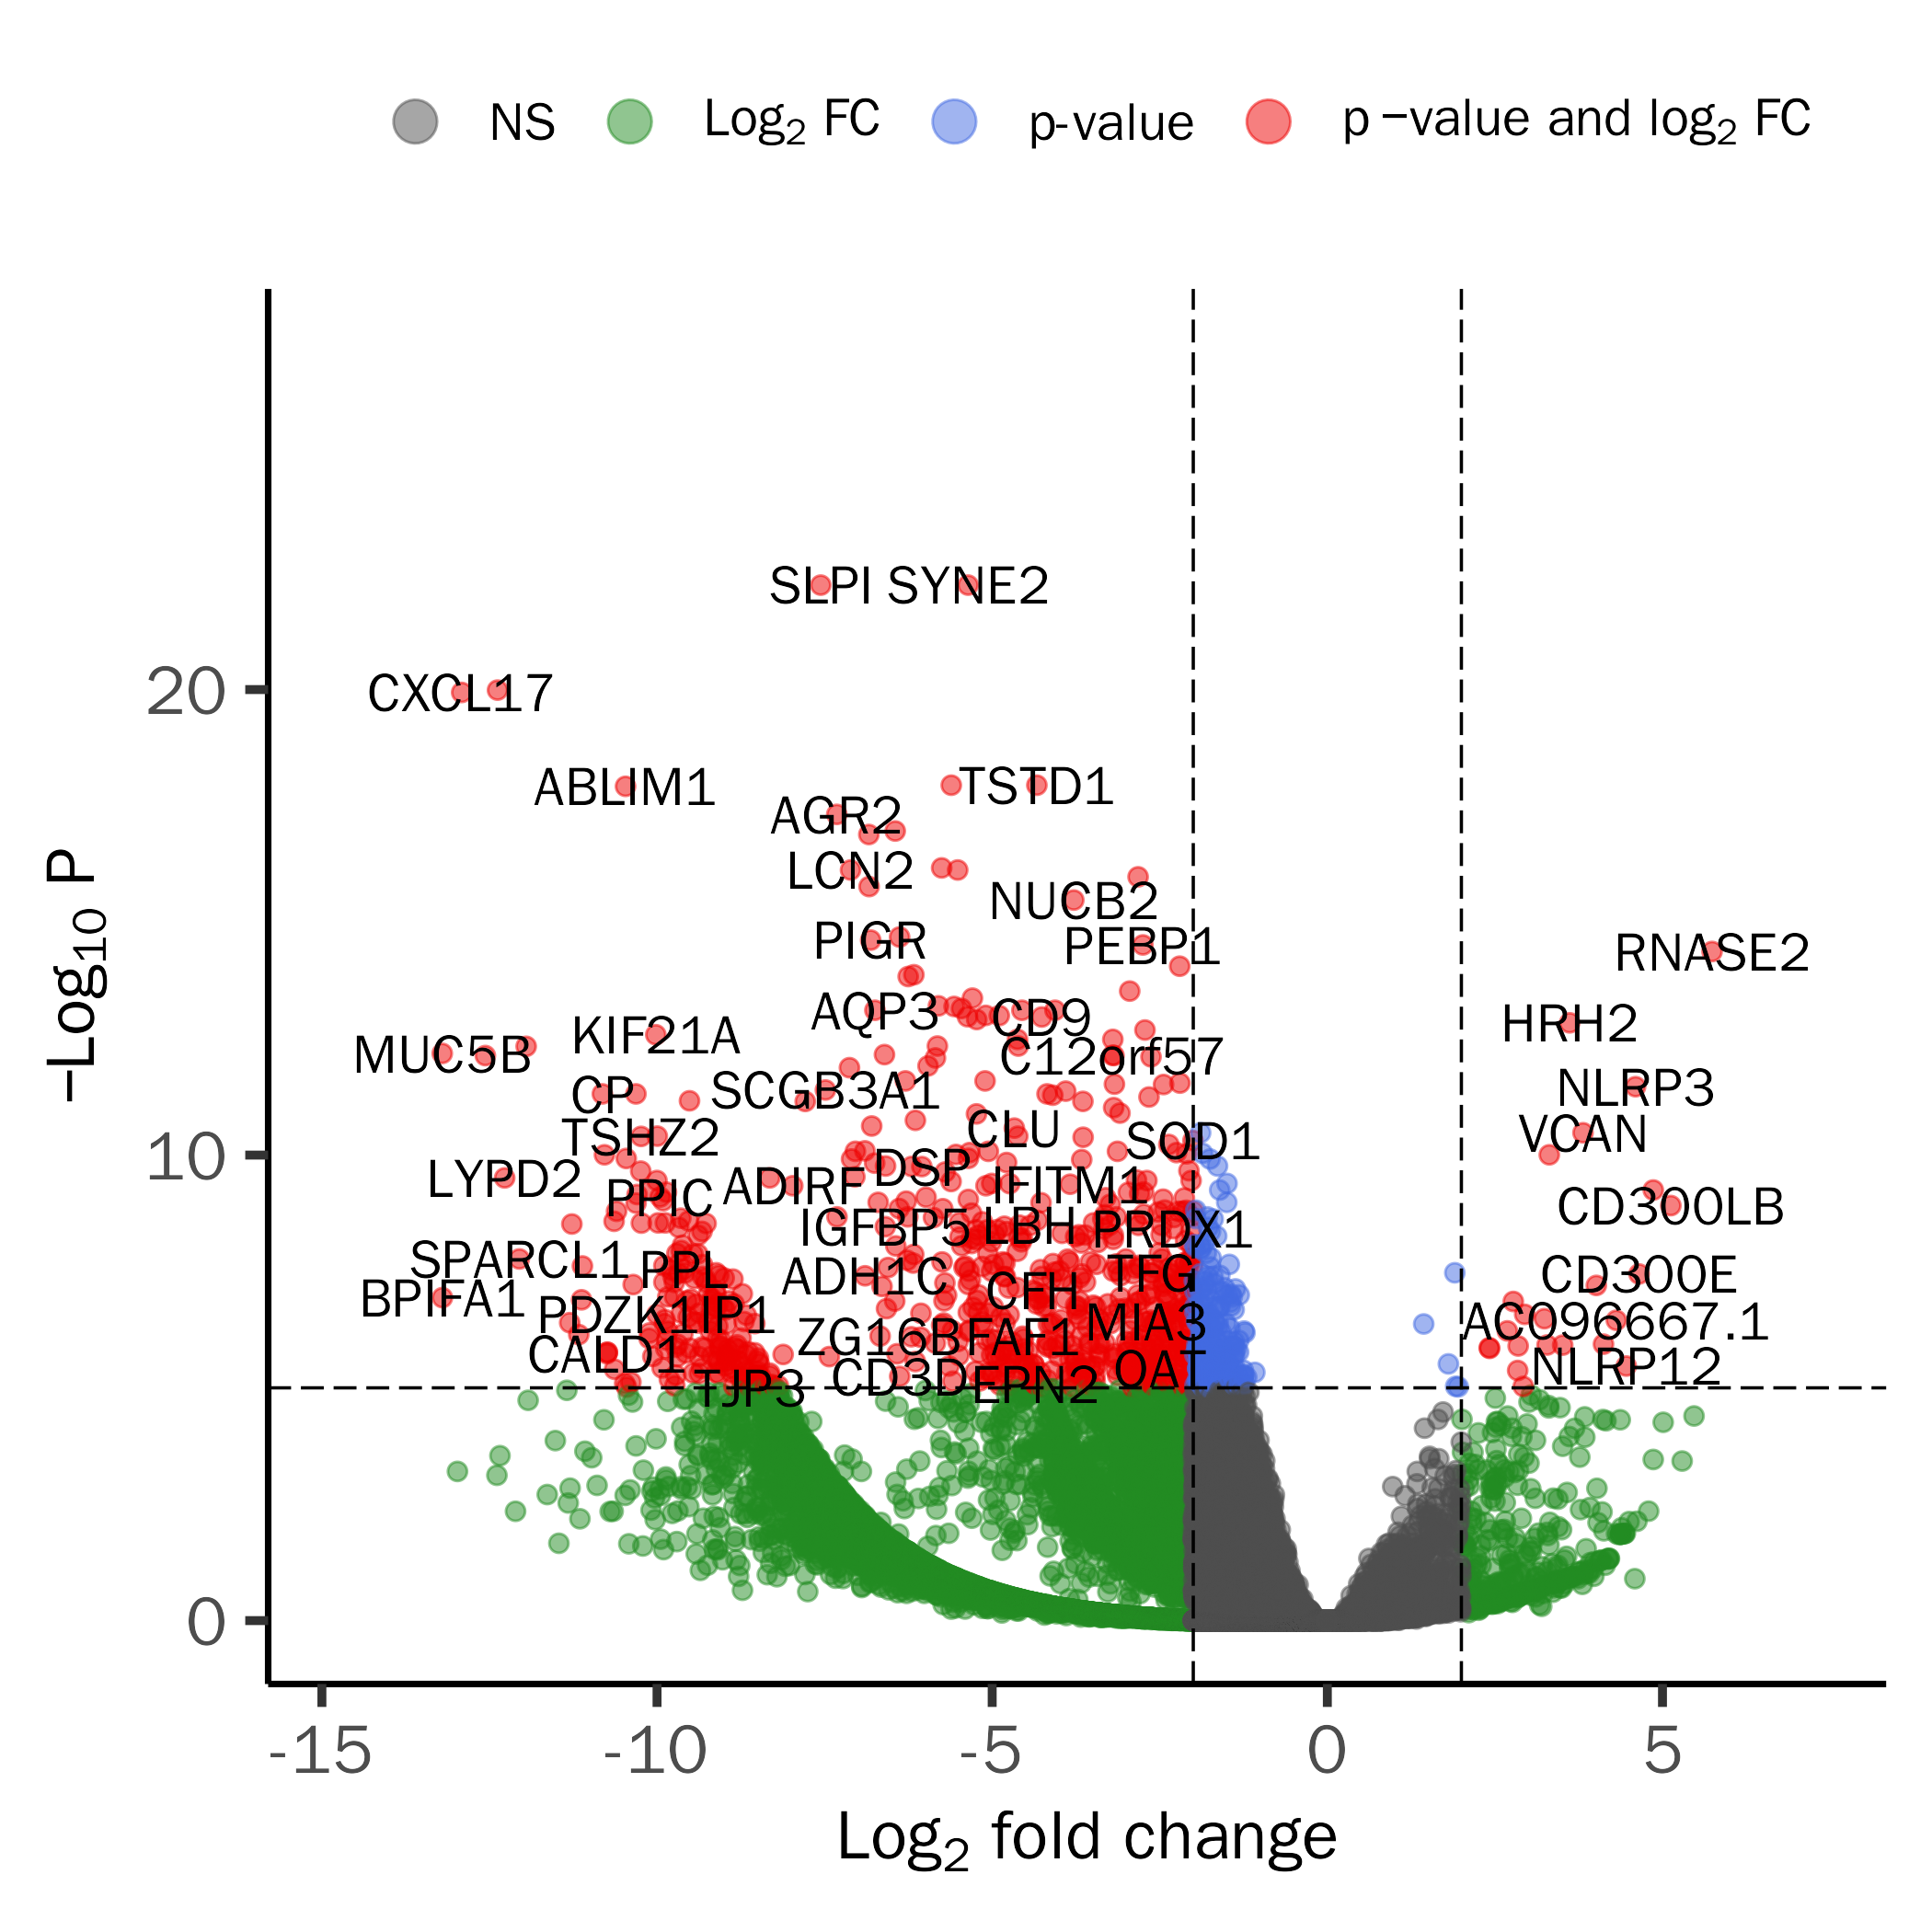 NS Log2 FC p-value p −value and log2 FC
SLPI SYNE2
20
CXCL17
ABLIM1 TSTD1
AGR2
LCN2
NUCB2
PIGR PEBP1 RNASE2
AQP3 CD9 HRH2
KIF21A
MUC5B C12orf57
CP SCGB3A1 NLRP3
TSHZ2 CLU SOD1 VCAN
10
LYPD2 ADIRF DSP IFITM1
PPIC CD300LB
IGFBP5 LBH PRDX1
SPARCL1 PPL ADH1C TFG CD300E
BPIFA1 CFH
PDZK1IP1 MIA3 AC096667.1
ZG16B FAF1
CALD1 CD3D OAT NLRP12
TJP3 EPN2
0
−Log10 P
-15 -10 -5 0 5
Log2 fold change